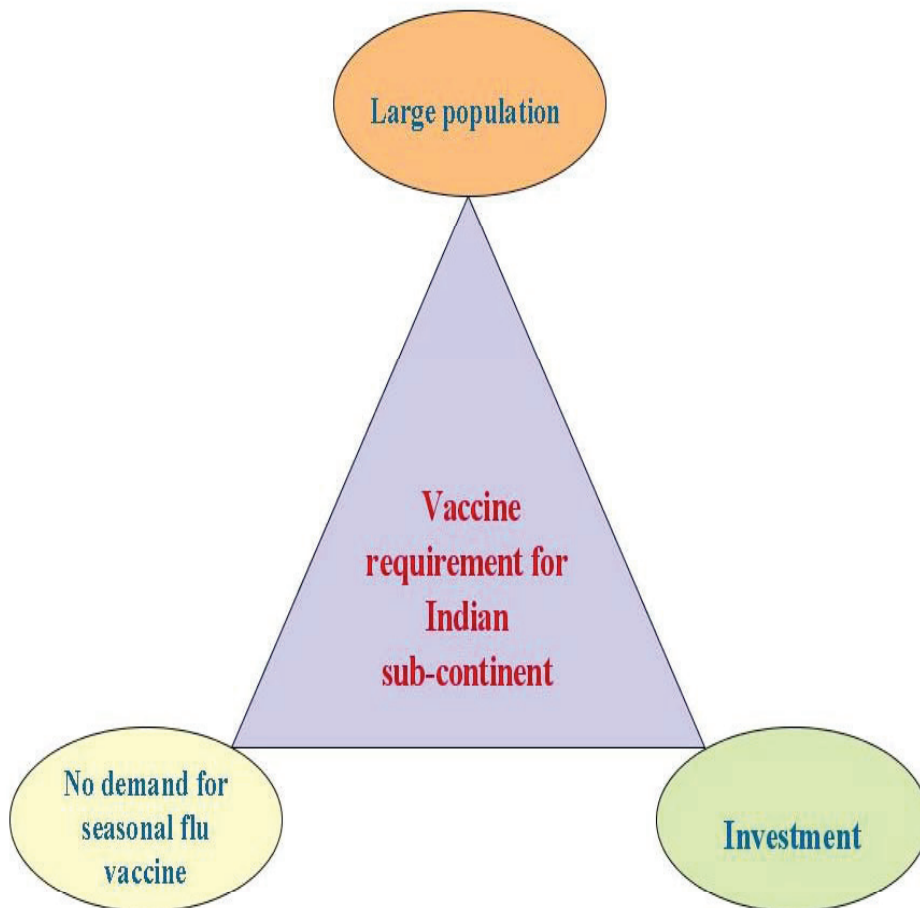 Large population
Vaccine
requirement for
Indian
sub-continent
No demand for
seasonal flu
vaccine
Investment